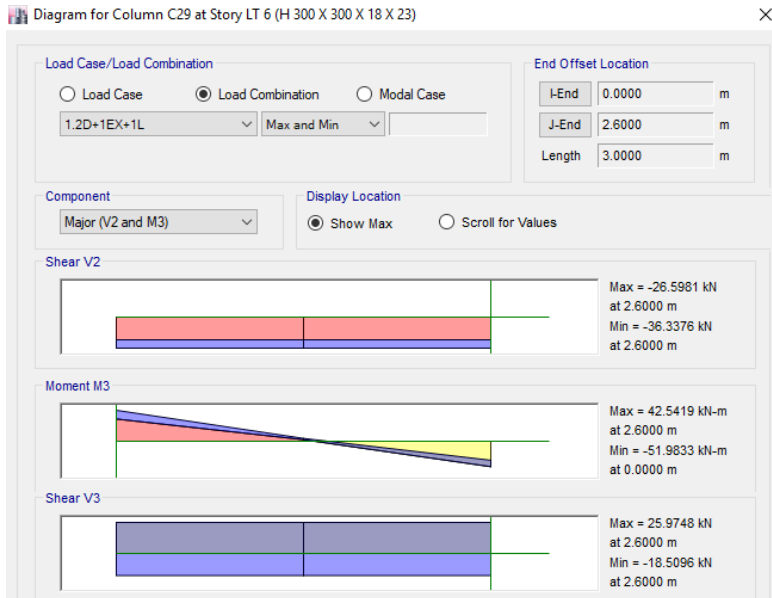 Diagram for Column C29 at Story LT 6 (H 300 X 300 X 18 X 23)
Load Case/Load Combination
Load Case
Load Combination
Modal Case
1.2D+1EX+1L
Max and Min
End Offset Location
I-End
0.0000
m
J-End
2.6000
m
Length
3.0000
m
Component
Major (V2 and M3)
Display Location
Show Max
Scroll for Values
Shear V2
Max = -26.5981 kN
at 2.6000 m
Min = -36.3376 kN
at 2.6000 m
Moment M3
Max = 42.5419 kN-m
at 2.6000 m
Min = -51.9833 kN-m
at 0.0000 m
Shear V3
Max = 25.9748 kN
at 2.6000 m
Min = -18.5096 kN
at 2.6000 m